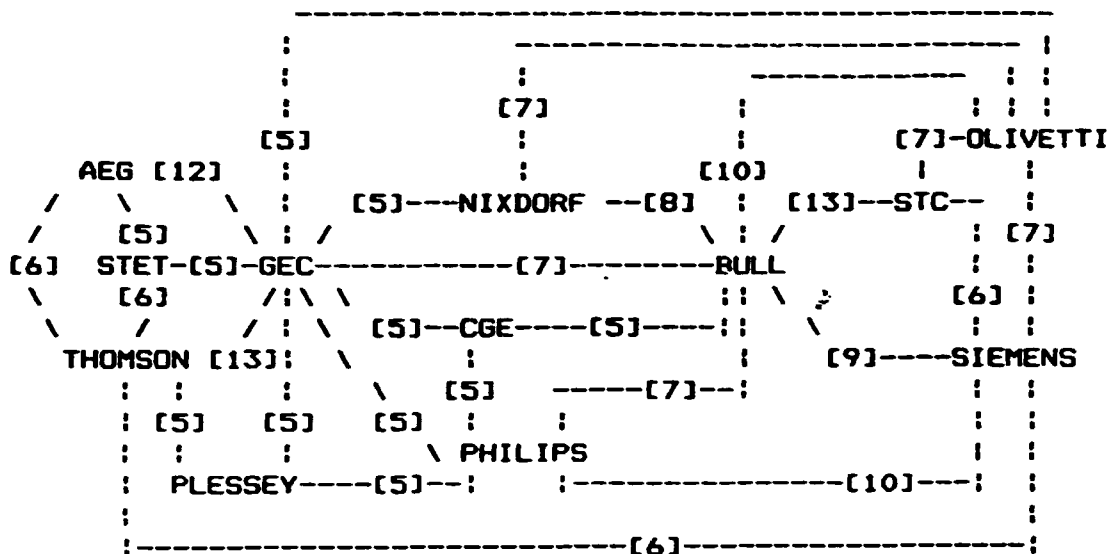 [7]
[5] [7]-OLIVETTI
AEG [12] [10]
[5]---NIXDORF --[8] [13]--STC--
[5] [7]
[6] STET-[5]-GEC----------[7]---------BULL
[6] [6]
[5]--CGE----[5]----
THOMSON [13] [9]----SIEMENS
[5] -----[7]--
[5] [5] [5]
PHILIPS
PLESSEY----[5]-- ---------------[10]---
-----------------------[6]----------------